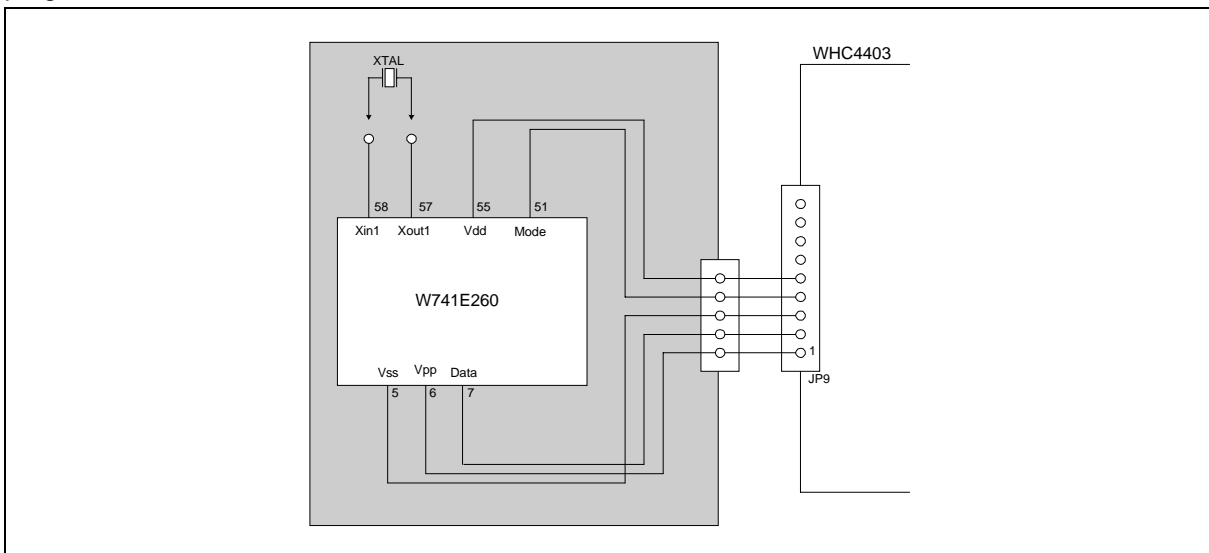 WHC4403
XTAL
58 57 55 51
Xin1 Xout1 Vdd Mode
W741E260
Vss Vpp Data
5 6 7
1
JP9